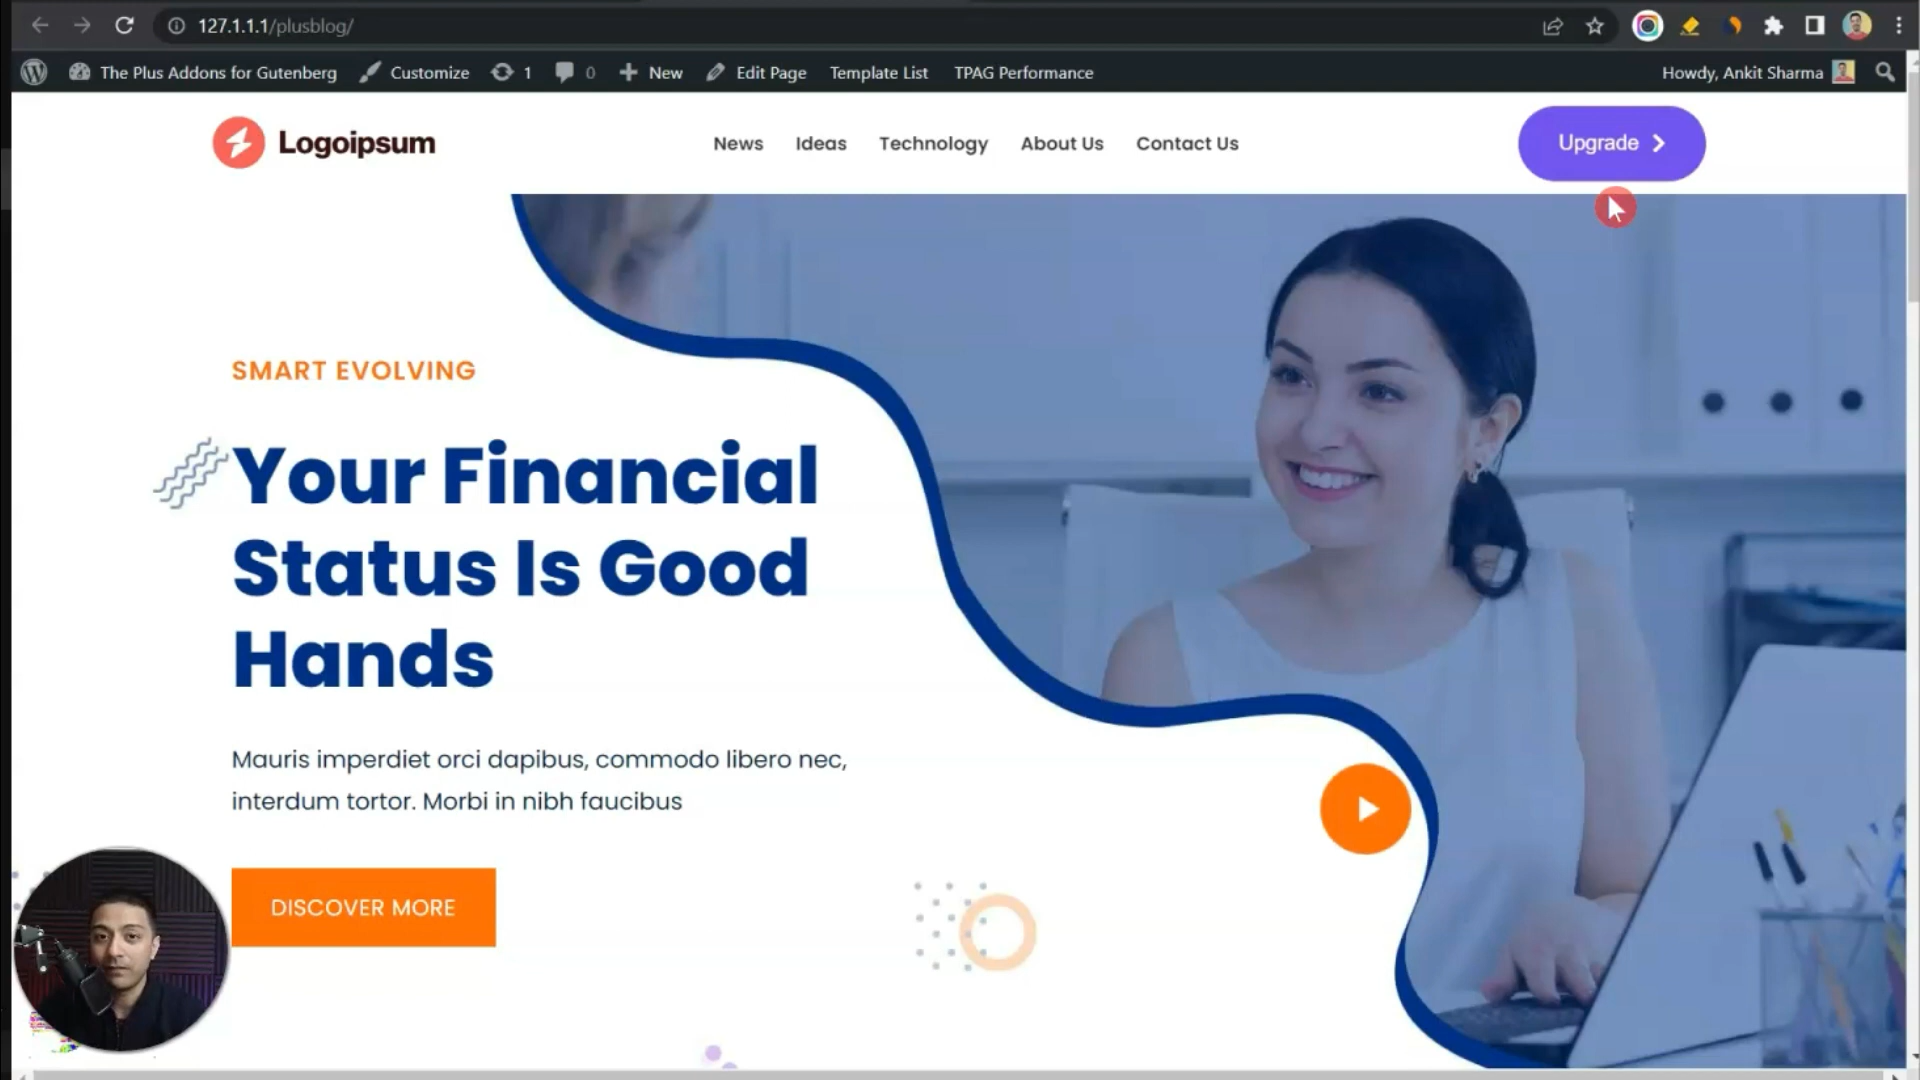 127.1.1.1/plusblog/
The Plus Addons for Gutenberg Customize 1 0 New Edit Page Template List TPAG Performance Howdy, Ankit Sharma
Logoipsum News Ideas Technology About Us Contact Us Upgrade
SMART EVOLVING
Your Financial
Status Is Good
Hands
Mauris imperdiet orci dapibus, commodo libero nec,
interdum tortor. Morbi in nibh faucibus
DISCOVER MORE